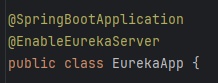 @SpringBootApplication
@EnableEurekaServer
public class EurekaApp {